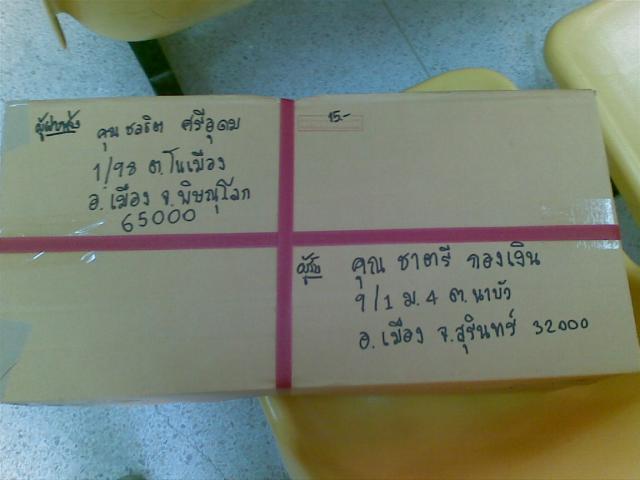 ผู้ฝากส่ง
คุณ ชลธิต ศรีอุดม
1/98 ต.ในเมือง
อ.เมือง จ.พิษณุโลก
65000
15.-
ผู้รับ
คุณ ชาตรี กองเงิน
9/1 ม.4 ต.นาบัว
อ.เมือง จ.สุรินทร์ 32000